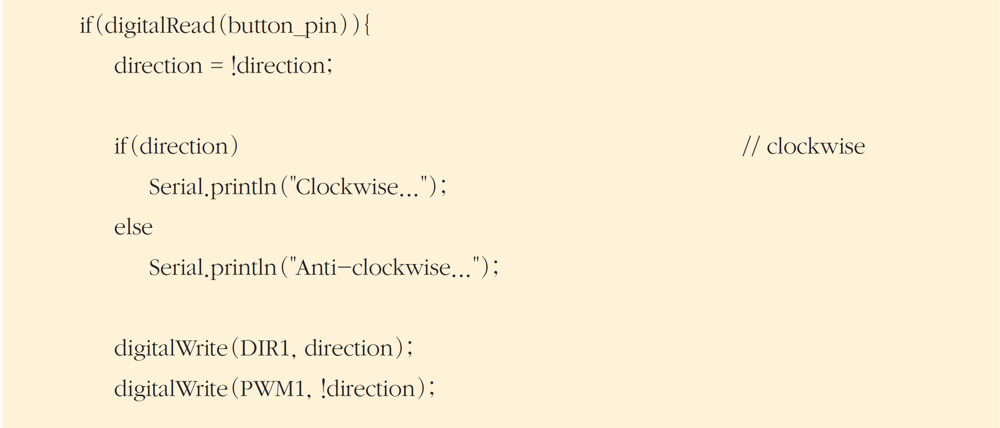 if(digitalRead(button_pin)){
direction = !direction;
if(direction) // clockwise
Serial.println("Clockwise...");
else
Serial.println("Anti-clockwise...");
digitalWrite(DIR1, direction);
digitalWrite(PWM1, !direction);